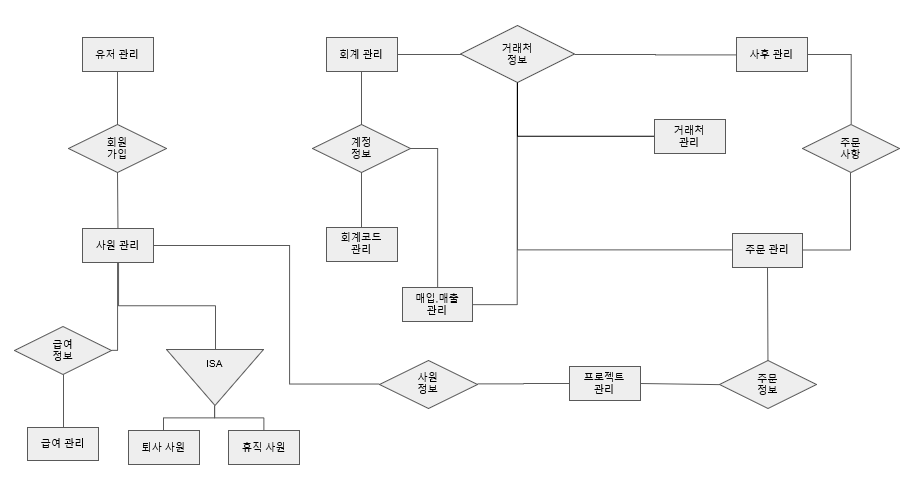 유저 관리
회계 관리
거래처
정보
사후 관리
회원
가입
계정
정보
거래처
관리
주문
사항
사원 관리
회계코드
관리
주문 관리
매입,매출
관리
급여
정보
ISA
사원
정보
프로젝트
관리
주문
정보
급여 관리
퇴사 사원
휴직 사원